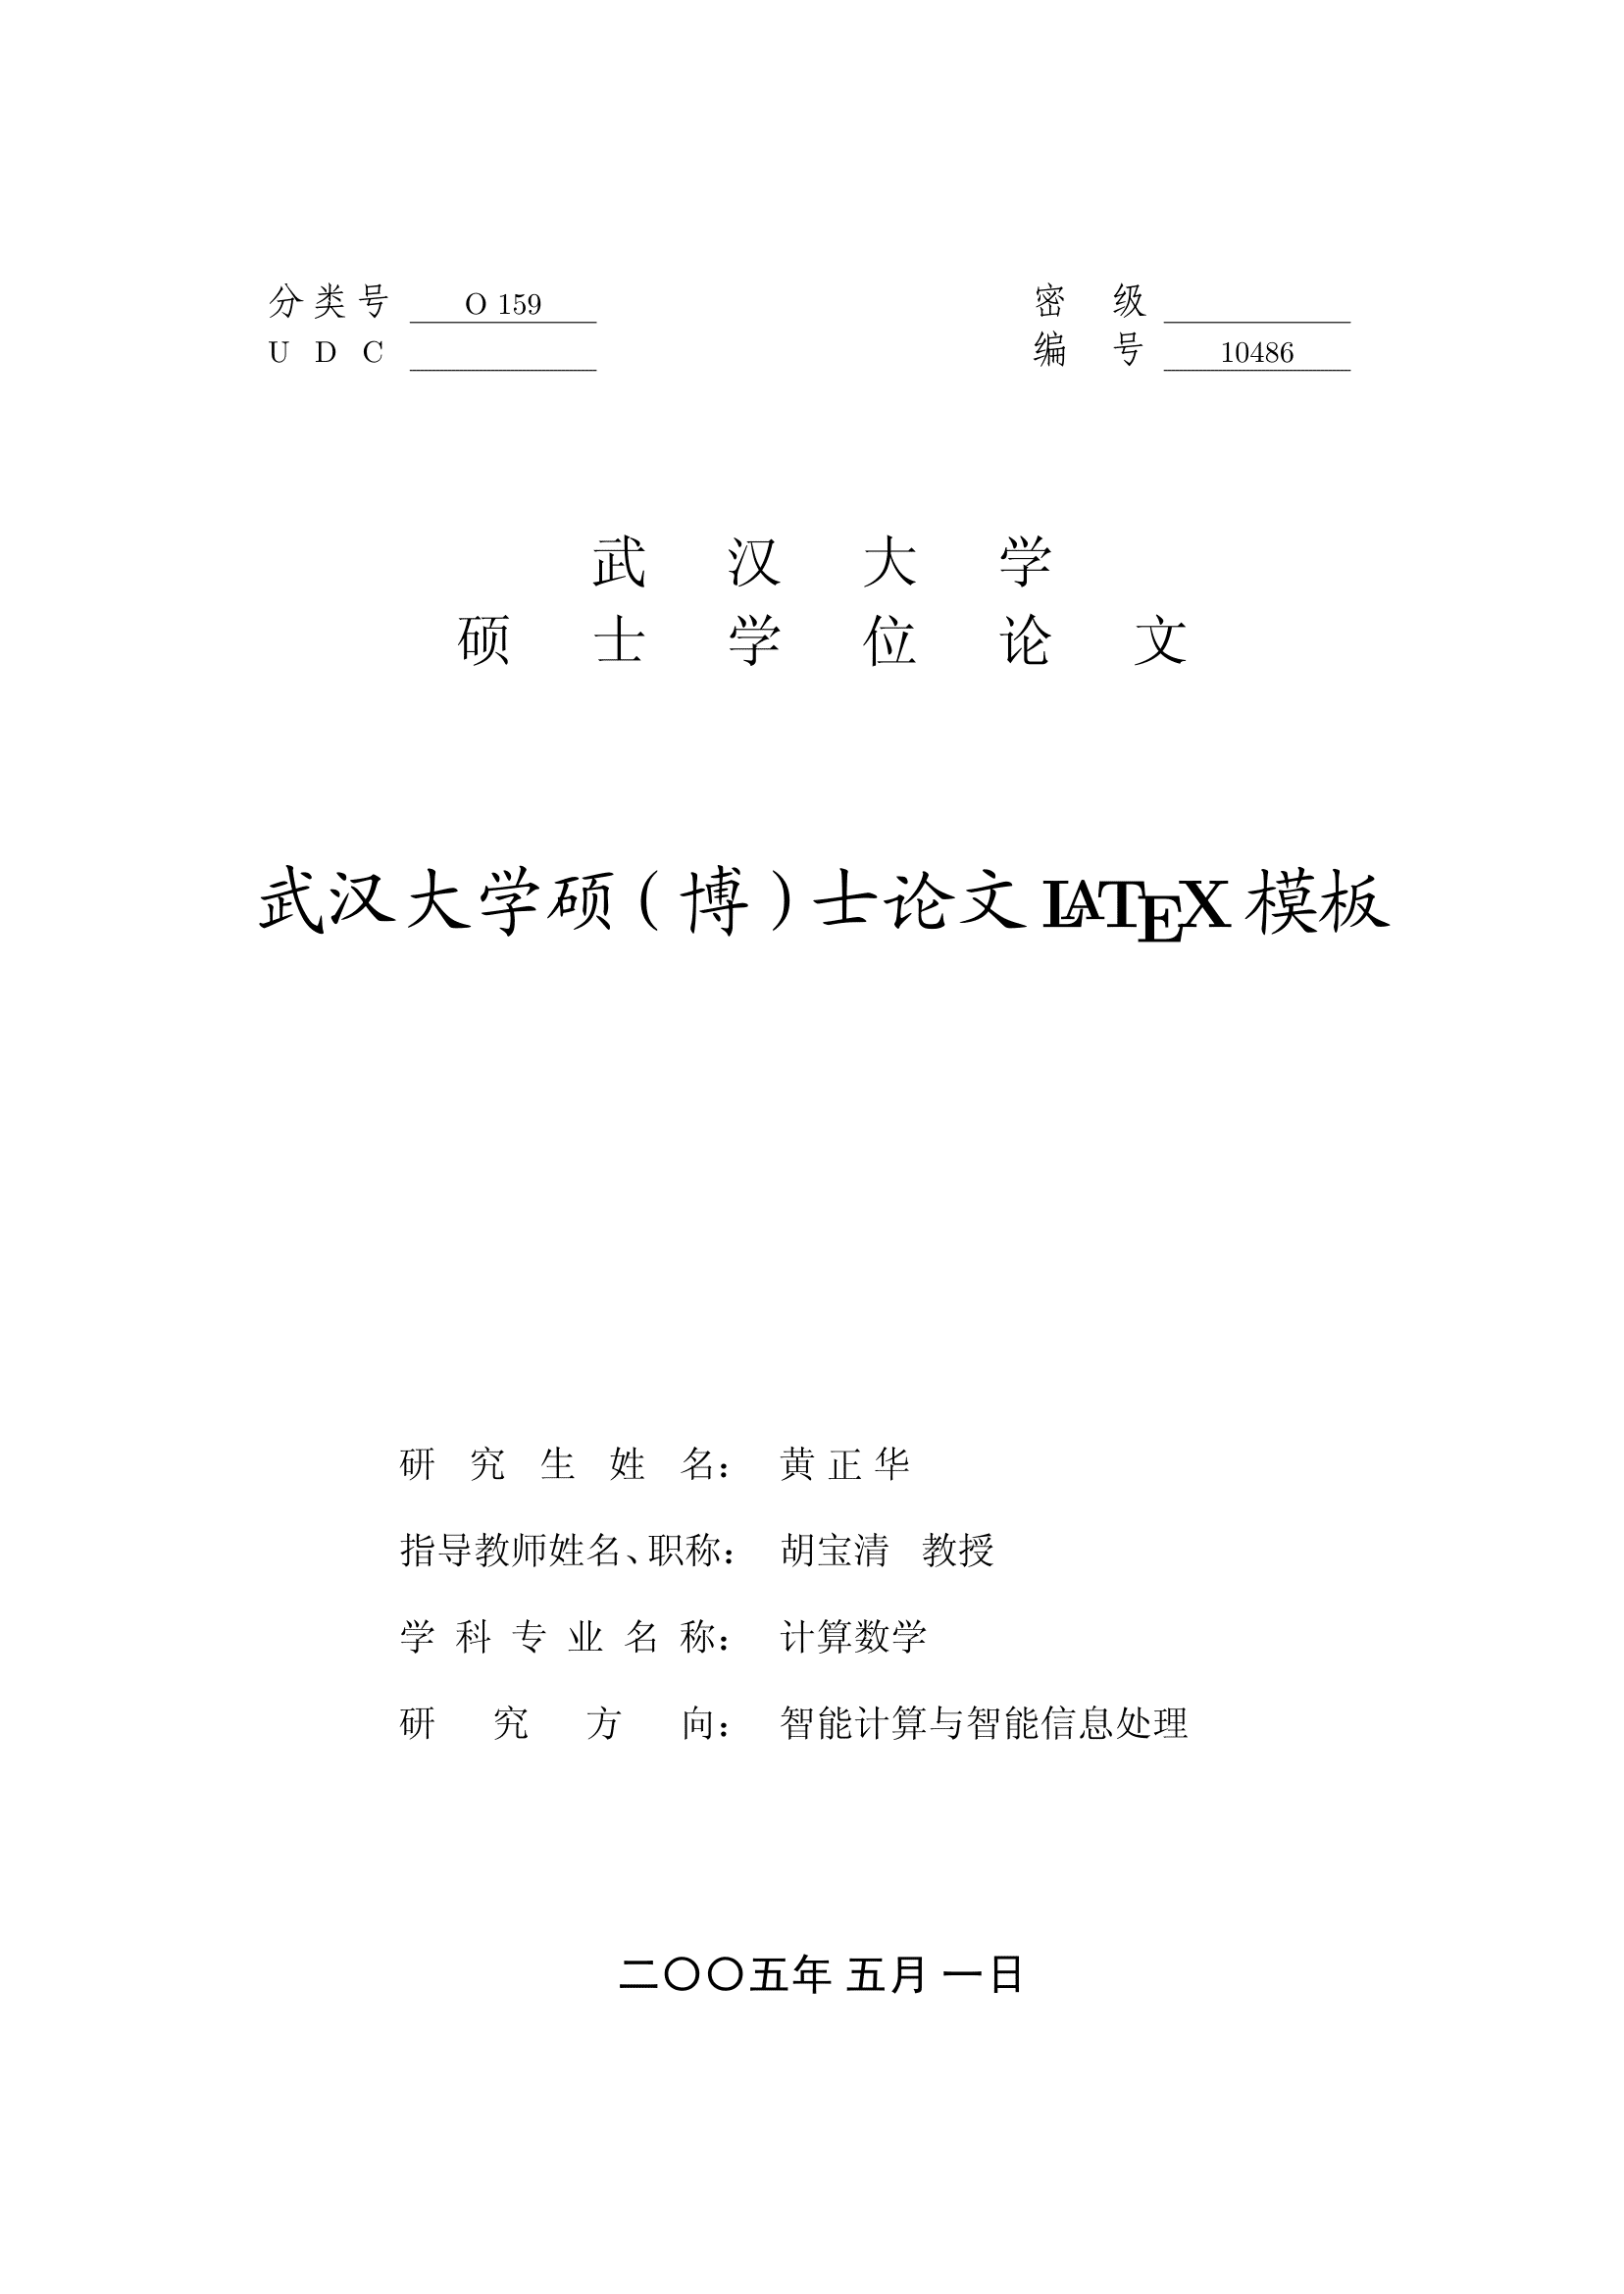 分类号 O 159 密 级
U D C 编 号 10486
武 汉 大 学
硕 士 学 位 论 文
武汉大学硕(博)士论文 LATEX 模板
研 究 生 姓 名： 黄 正 华
指导教师姓名、职称： 胡宝清 教授
学 科 专 业 名 称： 计算数学
研 究 方 向： 智能计算与智能信息处理
二〇〇五年 五月 一日